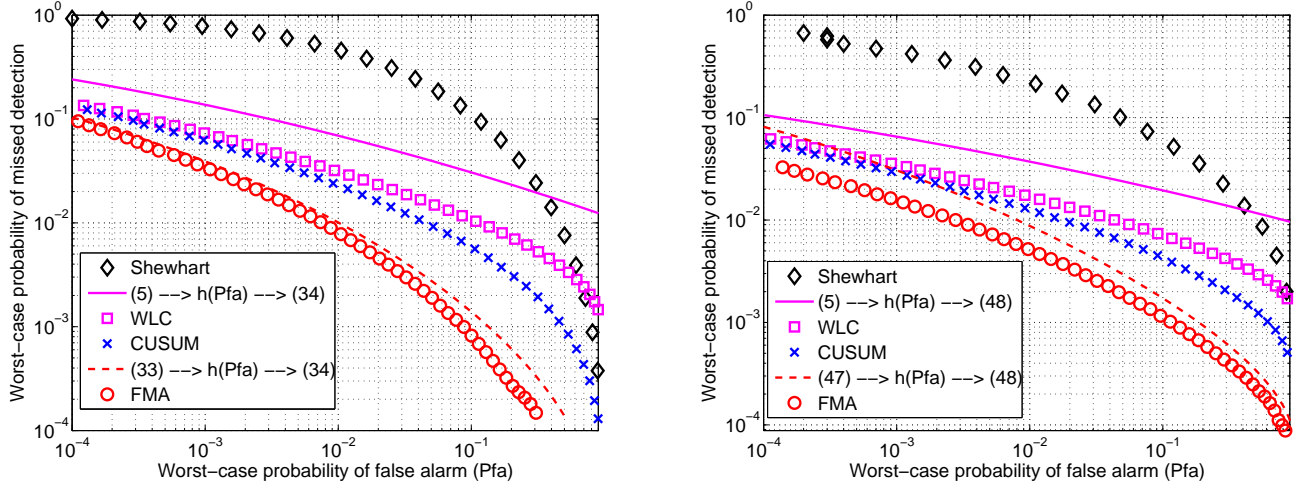 10^0
10^−1
10^−2
10^−3
10^−4
Worst−case probability of missed detection
Shewhart
(5) −−> h(Pfa) −−> (34)
WLC
CUSUM
(33) −−> h(Pfa) −−> (34)
FMA
10^−4
10^−3
10^−2
10^−1
Worst−case probability of false alarm (Pfa)
10^0
10^−1
10^−2
10^−3
10^−4
Worst−case probability of missed detection
Shewhart
(5) −−> h(Pfa) −−> (48)
WLC
CUSUM
(47) −−> h(Pfa) −−> (48)
FMA
10^−4
10^−3
10^−2
10^−1
Worst−case probability of false alarm (Pfa)